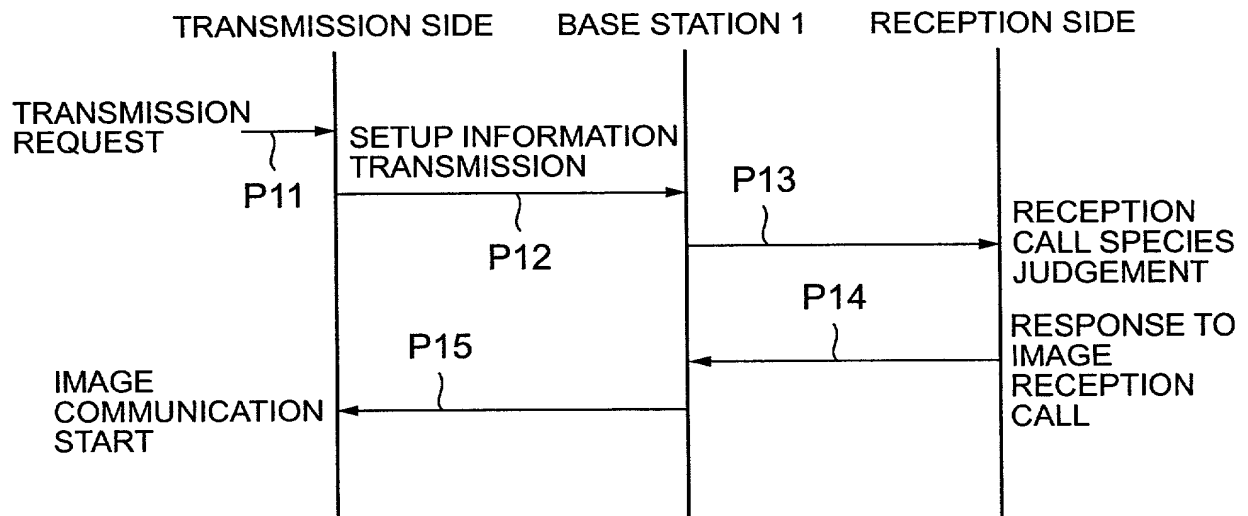 TRANSMISSION SIDE
BASE STATION 1
RECEPTION SIDE
TRANSMISSION
REQUEST
P11
SETUP INFORMATION
TRANSMISSION
P12
P13
RECEPTION
CALL SPECIES
JUDGEMENT
P14
RESPONSE TO
IMAGE
RECEPTION
CALL
P15
IMAGE
COMMUNICATION
START